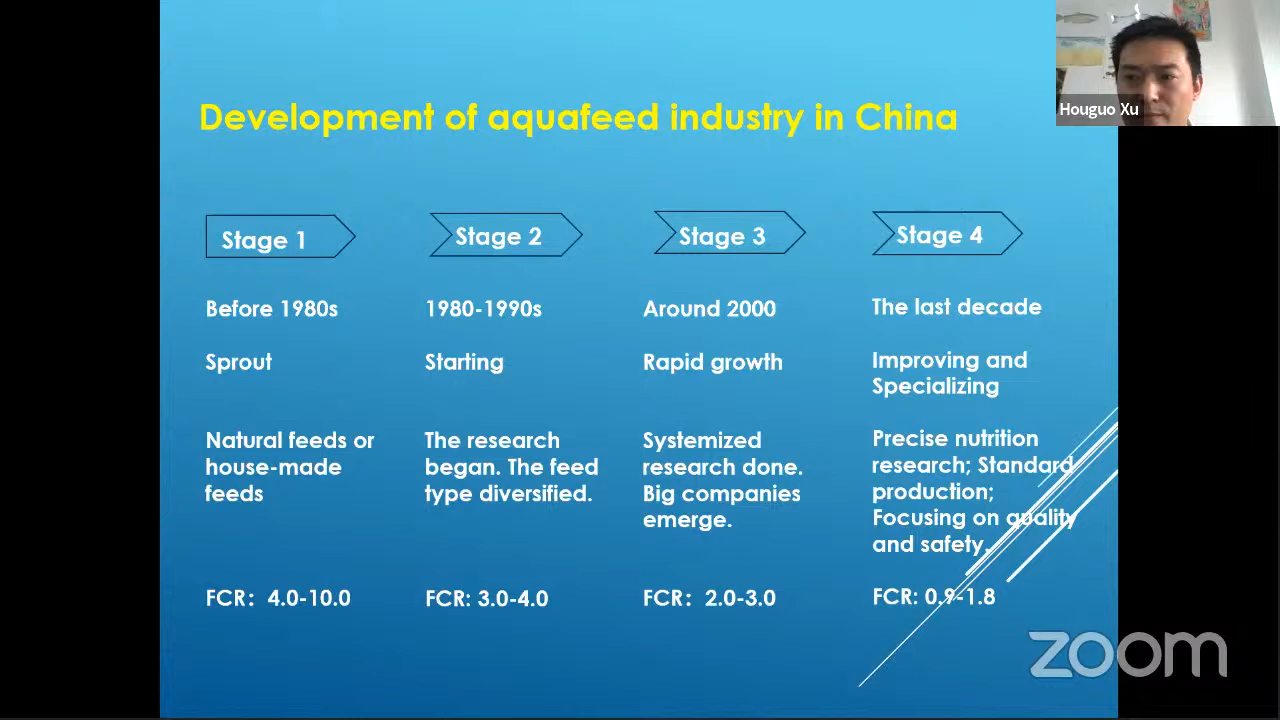 Houguo Xu
Development of aquafeed industry in China
Stage 1
Stage 2
Stage 3
Stage 4
Before 1980s
1980-1990s
Around 2000
The last decade
Sprout
Starting
Rapid growth
Improving and
Specializing
Natural feeds or
house-made
feeds
The research
began. The feed
type diversified.
Systemized
research done.
Big companies
emerge.
Precise nutrition
research; Standard
production;
Focusing on quality
and safety.
FCR： 4.0-10.0
FCR: 3.0-4.0
FCR： 2.0-3.0
FCR: 0.9-1.8
zoom